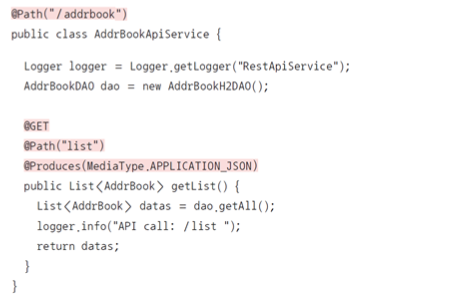 @Path("/addrbook")
public class AddrBookApiService {
Logger logger = Logger.getLogger("RestApiService");
AddrBookDAO dao = new AddrBookH2DAO();
@GET
@Path("list")
@Produces(MediaType.APPLICATION_JSON)
public List<AddrBook> getList() {
List<AddrBook> datas = dao.getAll();
logger.info("API call: /list ");
return datas;
}
}